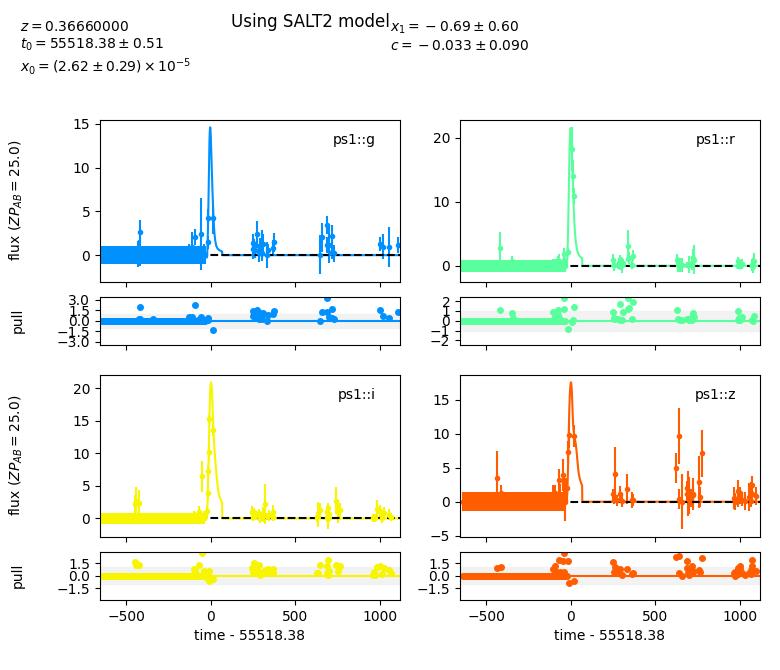 Using SALT2 model
z = 0.36660000
t0 = 55518.38 ± 0.51
x0 = (2.62 ± 0.29) × 10^-5
x1 = −0.69 ± 0.60
c = −0.033 ± 0.090
flux (ZP_AB = 25.0)
15
10
5
0
ps1::g
20
10
0
ps1::r
pull
3.0
1.5
0.0
−1.5
−3.0
2
1
0
−1
−2
flux (ZP_AB = 25.0)
20
15
10
5
0
ps1::i
15
10
5
0
−5
ps1::z
pull
1.5
0.0
−1.5
1.5
0.0
−1.5
−500 0 500 1000
−500 0 500 1000
time - 55518.38
time - 55518.38